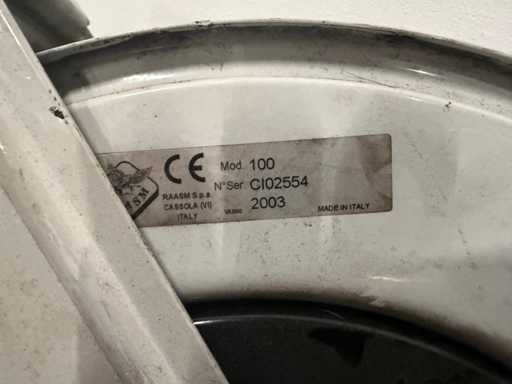 CE Mod. 100
RAASM S.p.a. N°Ser. CI02554
CASSOLA (VI) 2003 MADE IN ITALY
ITALY